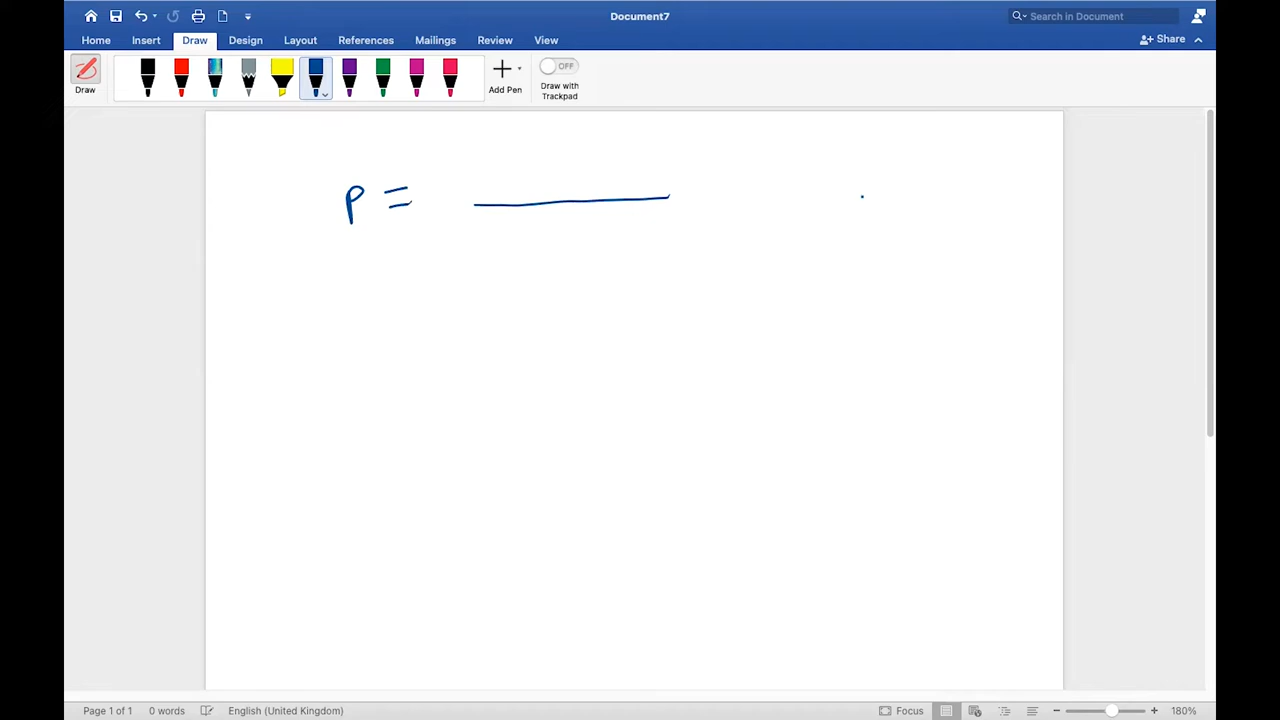 Document7
Search in Document
Home Insert Draw Design Layout References Mailings Review View
Share
OFF
Draw
Add Pen
Draw with
Trackpad
P =
Page 1 of 1 0 words English (United Kingdom) Focus 180%